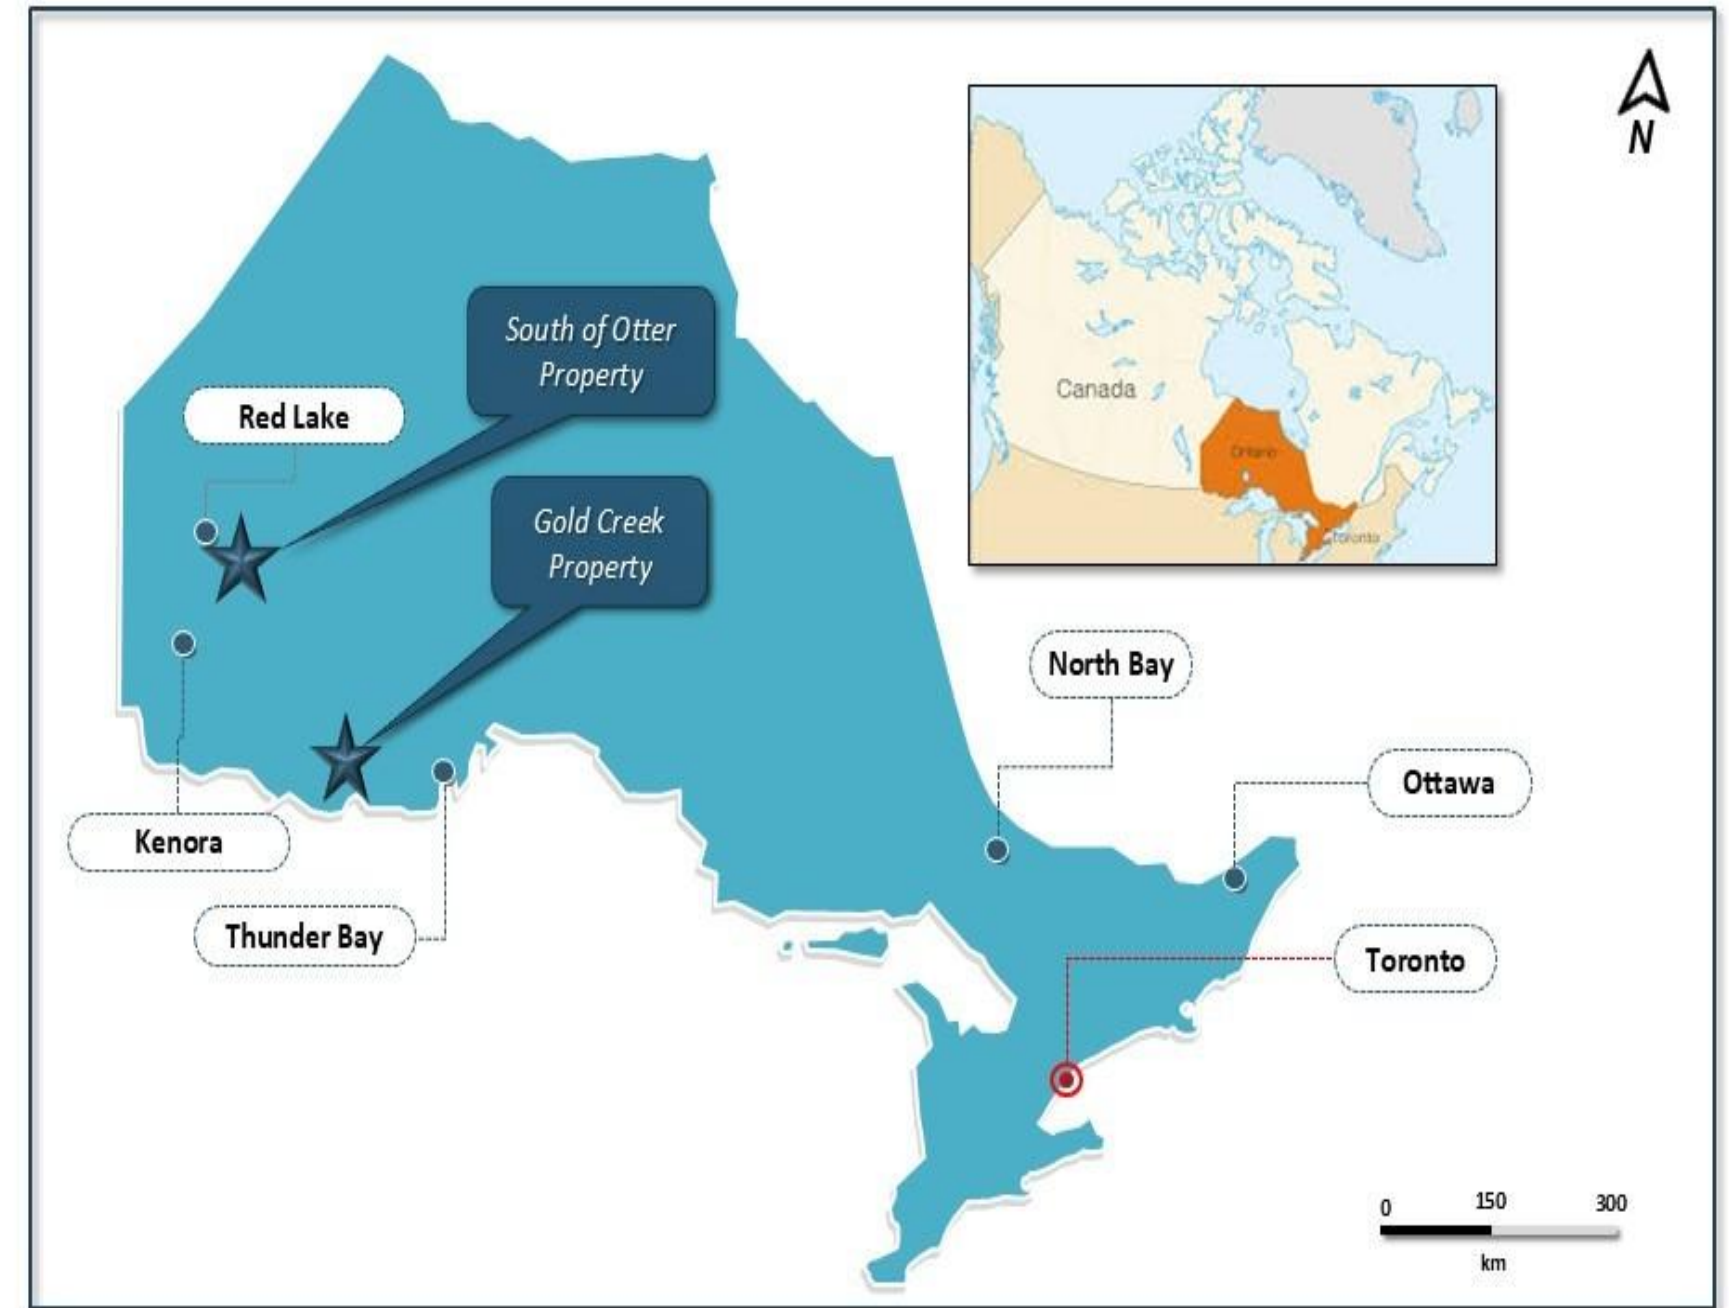 N
South of Otter
Property
Red Lake
Gold Creek
Property
Canada
Ontario
Toronto
North Bay
Ottawa
Kenora
Thunder Bay
Toronto
0 150 300
km